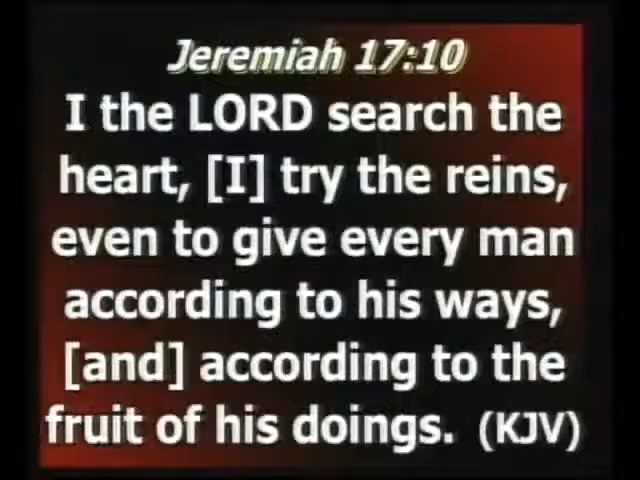 Jeremiah 17:10
I the LORD search the
heart, [I] try the reins,
even to give every man
according to his ways,
[and] according to the
fruit of his doings. (KJV)